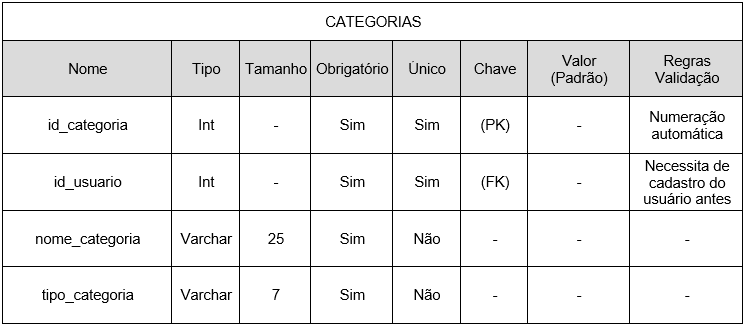 CATEGORIAS
Nome Tipo Tamanho Obrigatório Único Chave Valor (Padrão) Regras Validação
id_categoria Int - Sim Sim (PK) - Numeração automática
id_usuario Int - Sim Sim (FK) - Necessita de cadastro do usuário antes
nome_categoria Varchar 25 Sim Não - - -
tipo_categoria Varchar 7 Sim Não - - -